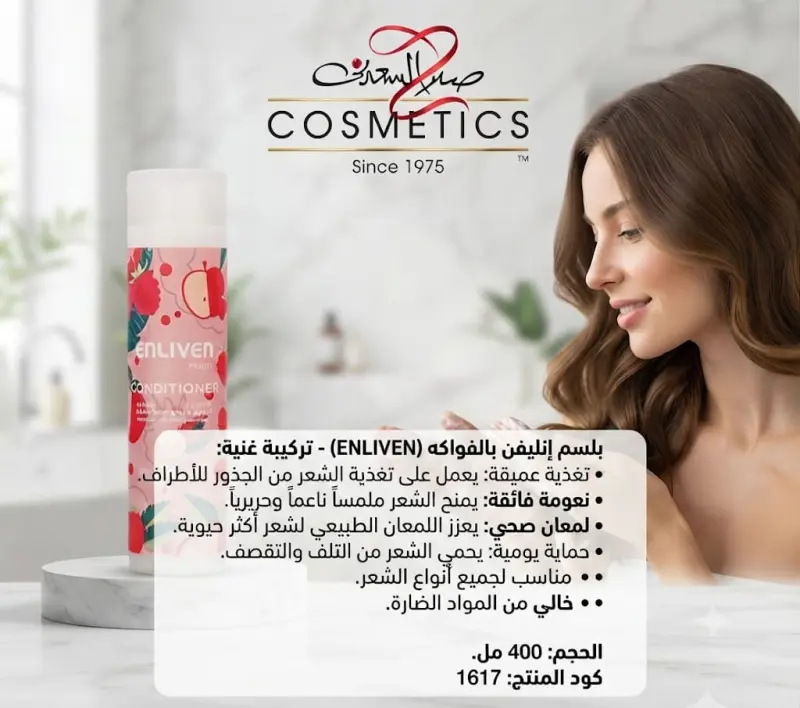 COSMETICS
TM
Since 1975
ENLIVEN
CONDITIONER
بلسم إنليفن بالفواكه (ENLIVEN) - تركيبة غنية:
• تغذية عميقة: يعمل على تغذية الشعر من الجذور للأطراف.
• نعومة فائقة: يمنح الشعر ملمساً ناعماً وحريرياً.
• لمعان صحي: يعزز اللمعان الطبيعي لشعر أكثر حيوية.
• حماية يومية: يحمي الشعر من التلف والتقصف.
• • مناسب لجميع أنواع الشعر.
• • خالي من المواد الضارة.
الحجم: 400 مل.
كود المنتج: 1617